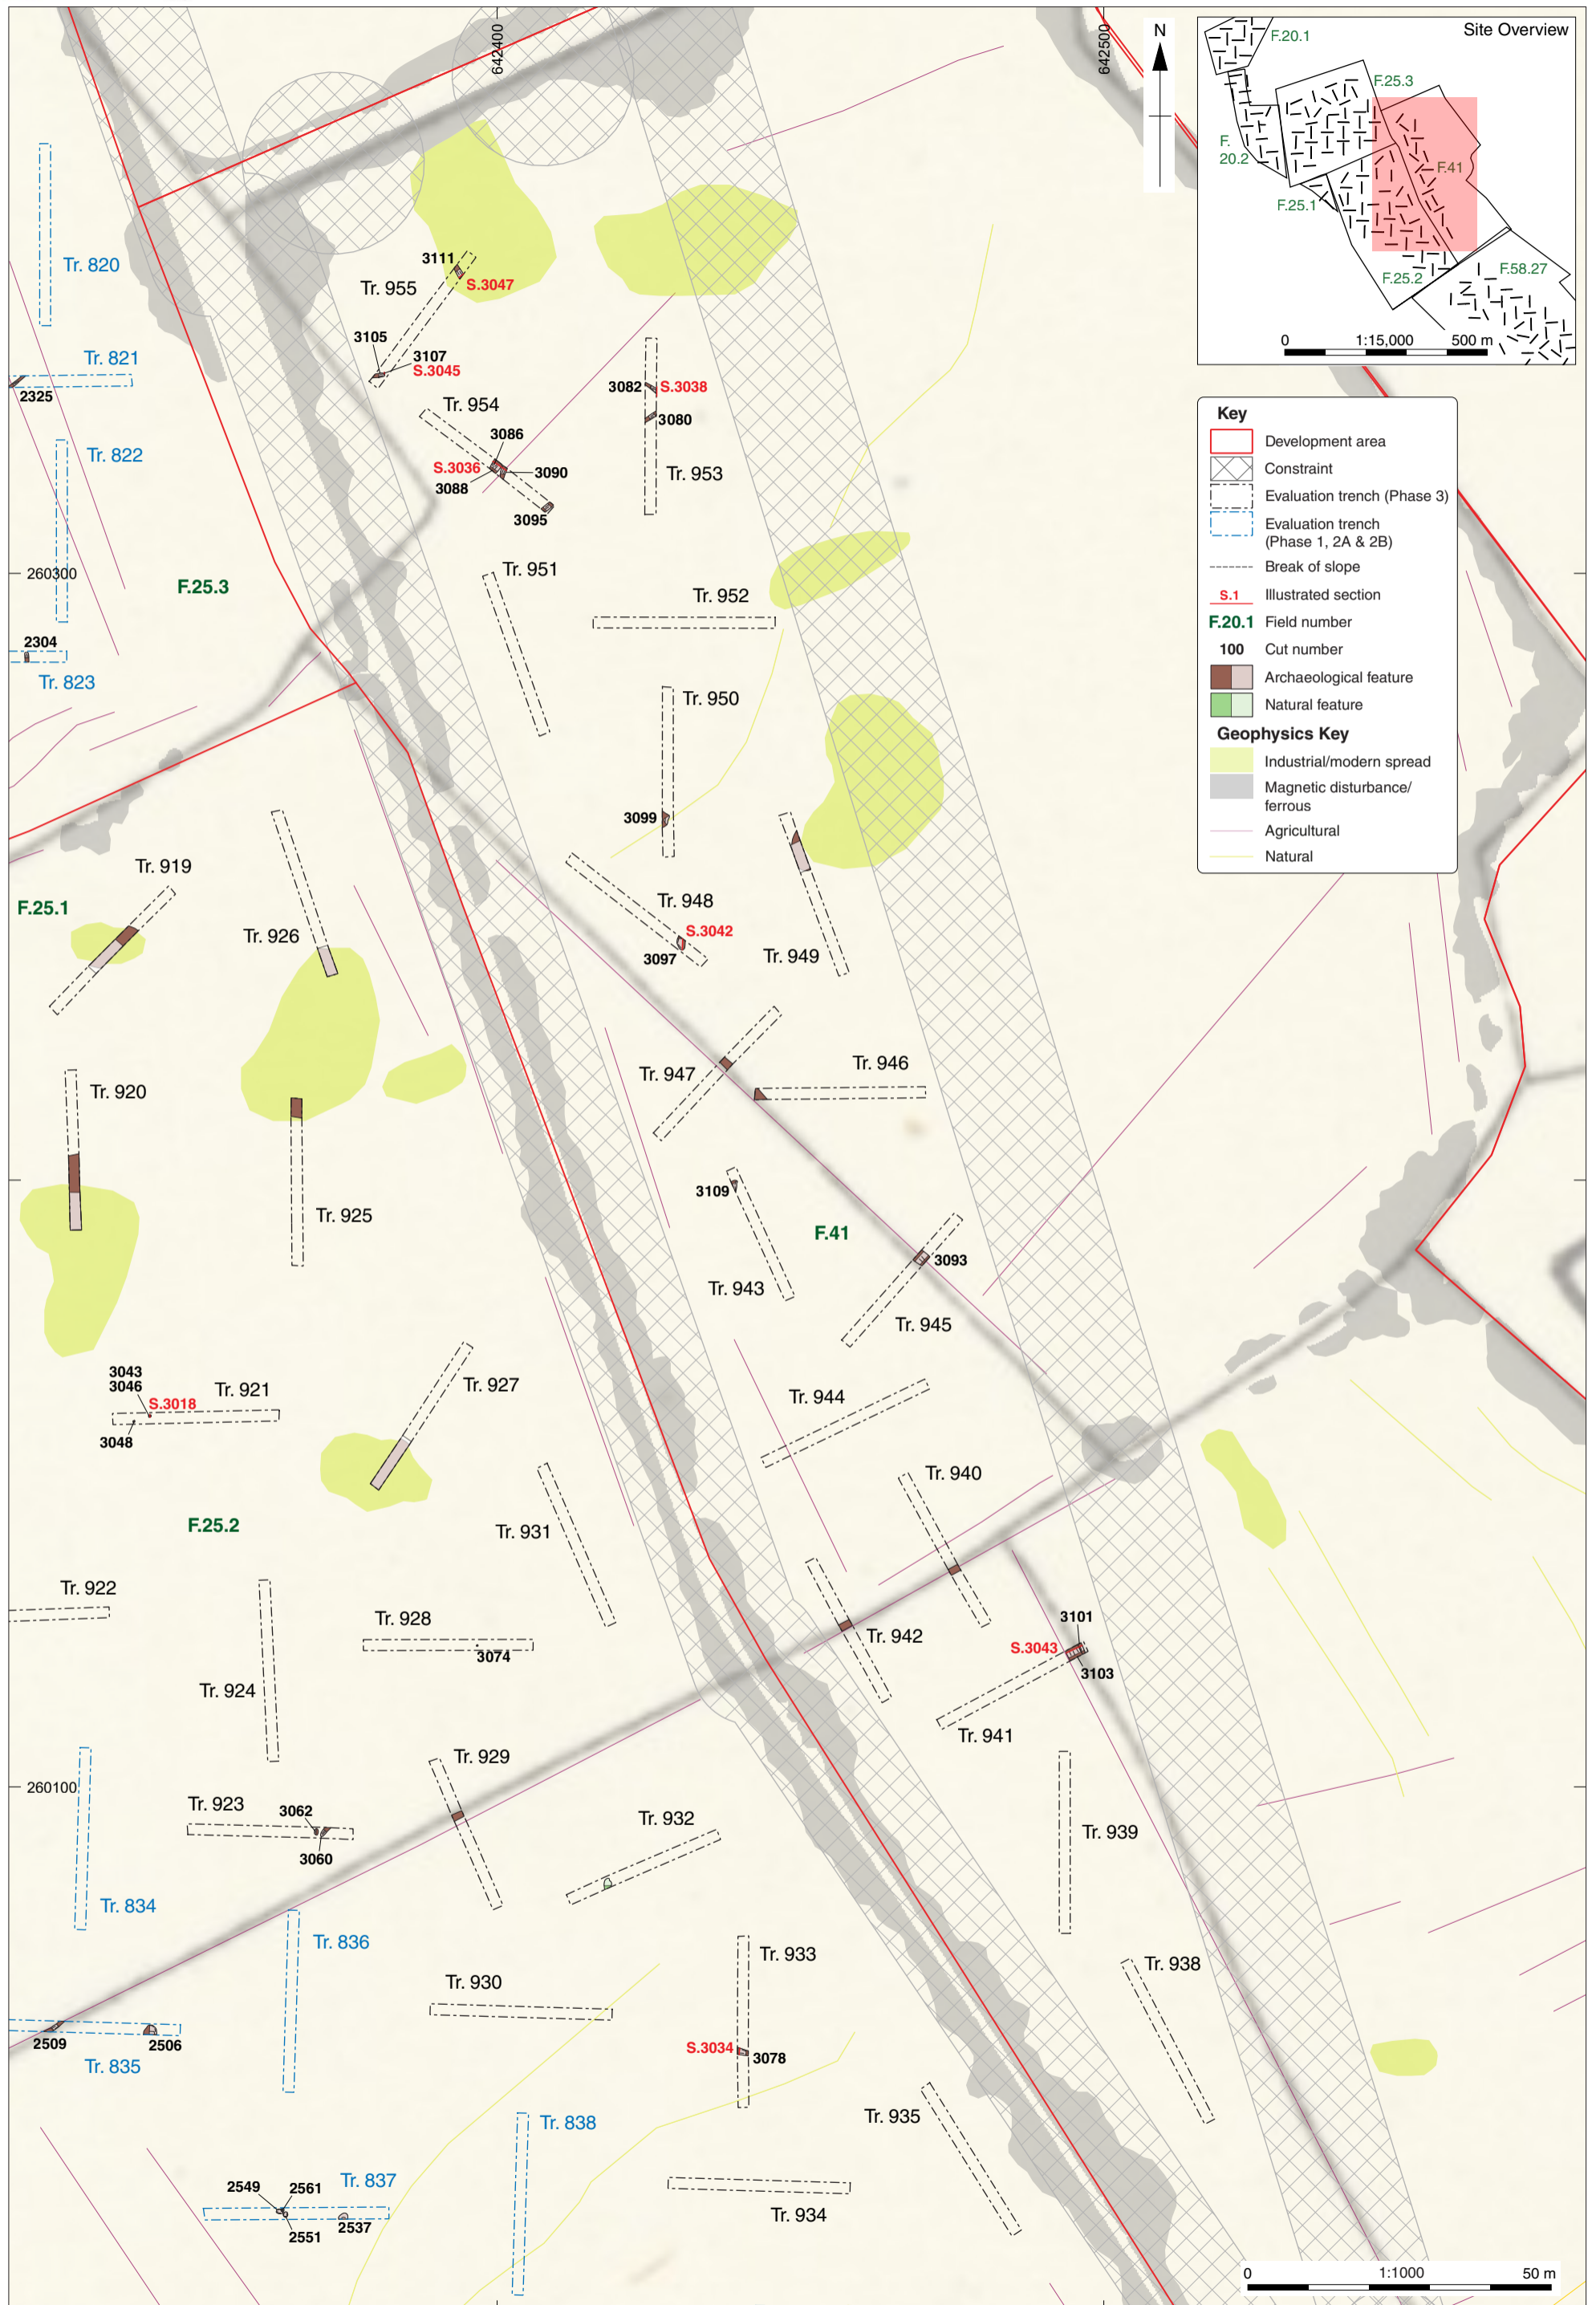 642400
642500
N
Site Overview
F.20.1
F.25.3
F.
20.2
F.41
F.25.1
F.25.2
F.58.27
0
1:15,000
500 m
Key
Development area
Constraint
Evaluation trench (Phase 3)
Evaluation trench
(Phase 1, 2A & 2B)
Break of slope
S.1 Illustrated section
F.20.1 Field number
100 Cut number
Archaeological feature
Natural feature
Geophysics Key
Industrial/modern spread
Magnetic disturbance/
ferrous
Agricultural
Natural
Tr. 820
3111
S.3047
Tr. 955
3105
3107
S.3045
Tr. 821
2325
3082
S.3038
3080
Tr. 954
3086
S.3036
3090
3088
3095
Tr. 953
Tr. 822
260300
F.25.3
Tr. 951
Tr. 952
2304
Tr. 823
Tr. 950
3099
Tr. 919
F.25.1
Tr. 926
Tr. 948
S.3042
3097
Tr. 949
Tr. 947
Tr. 946
Tr. 920
Tr. 925
3109
F.41
Tr. 943
3093
Tr. 945
3043
3046
S.3018
Tr. 921
3048
Tr. 927
Tr. 944
Tr. 940
F.25.2
Tr. 931
Tr. 922
Tr. 928
3074
Tr. 942
3101
S.3043
3103
Tr. 941
Tr. 924
Tr. 929
260100
Tr. 923
3062
3060
Tr. 932
Tr. 939
Tr. 834
Tr. 836
Tr. 933
Tr. 938
Tr. 930
2509
2506
Tr. 835
S.3034
3078
Tr. 935
Tr. 838
2549
2561
Tr. 837
2551
2537
Tr. 934
0
1:1000
50 m